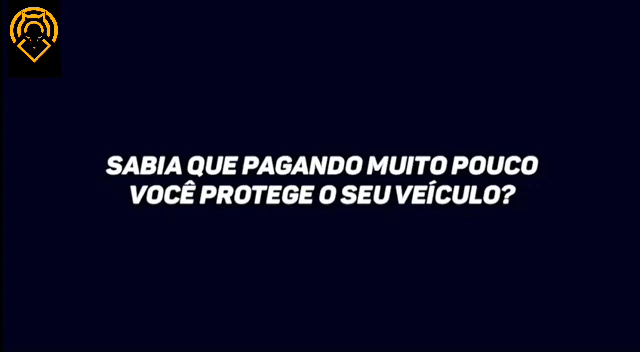 SABIA QUE PAGANDO MUITO POUCO
VOCÊ PROTEGE O SEU VEÍCULO?